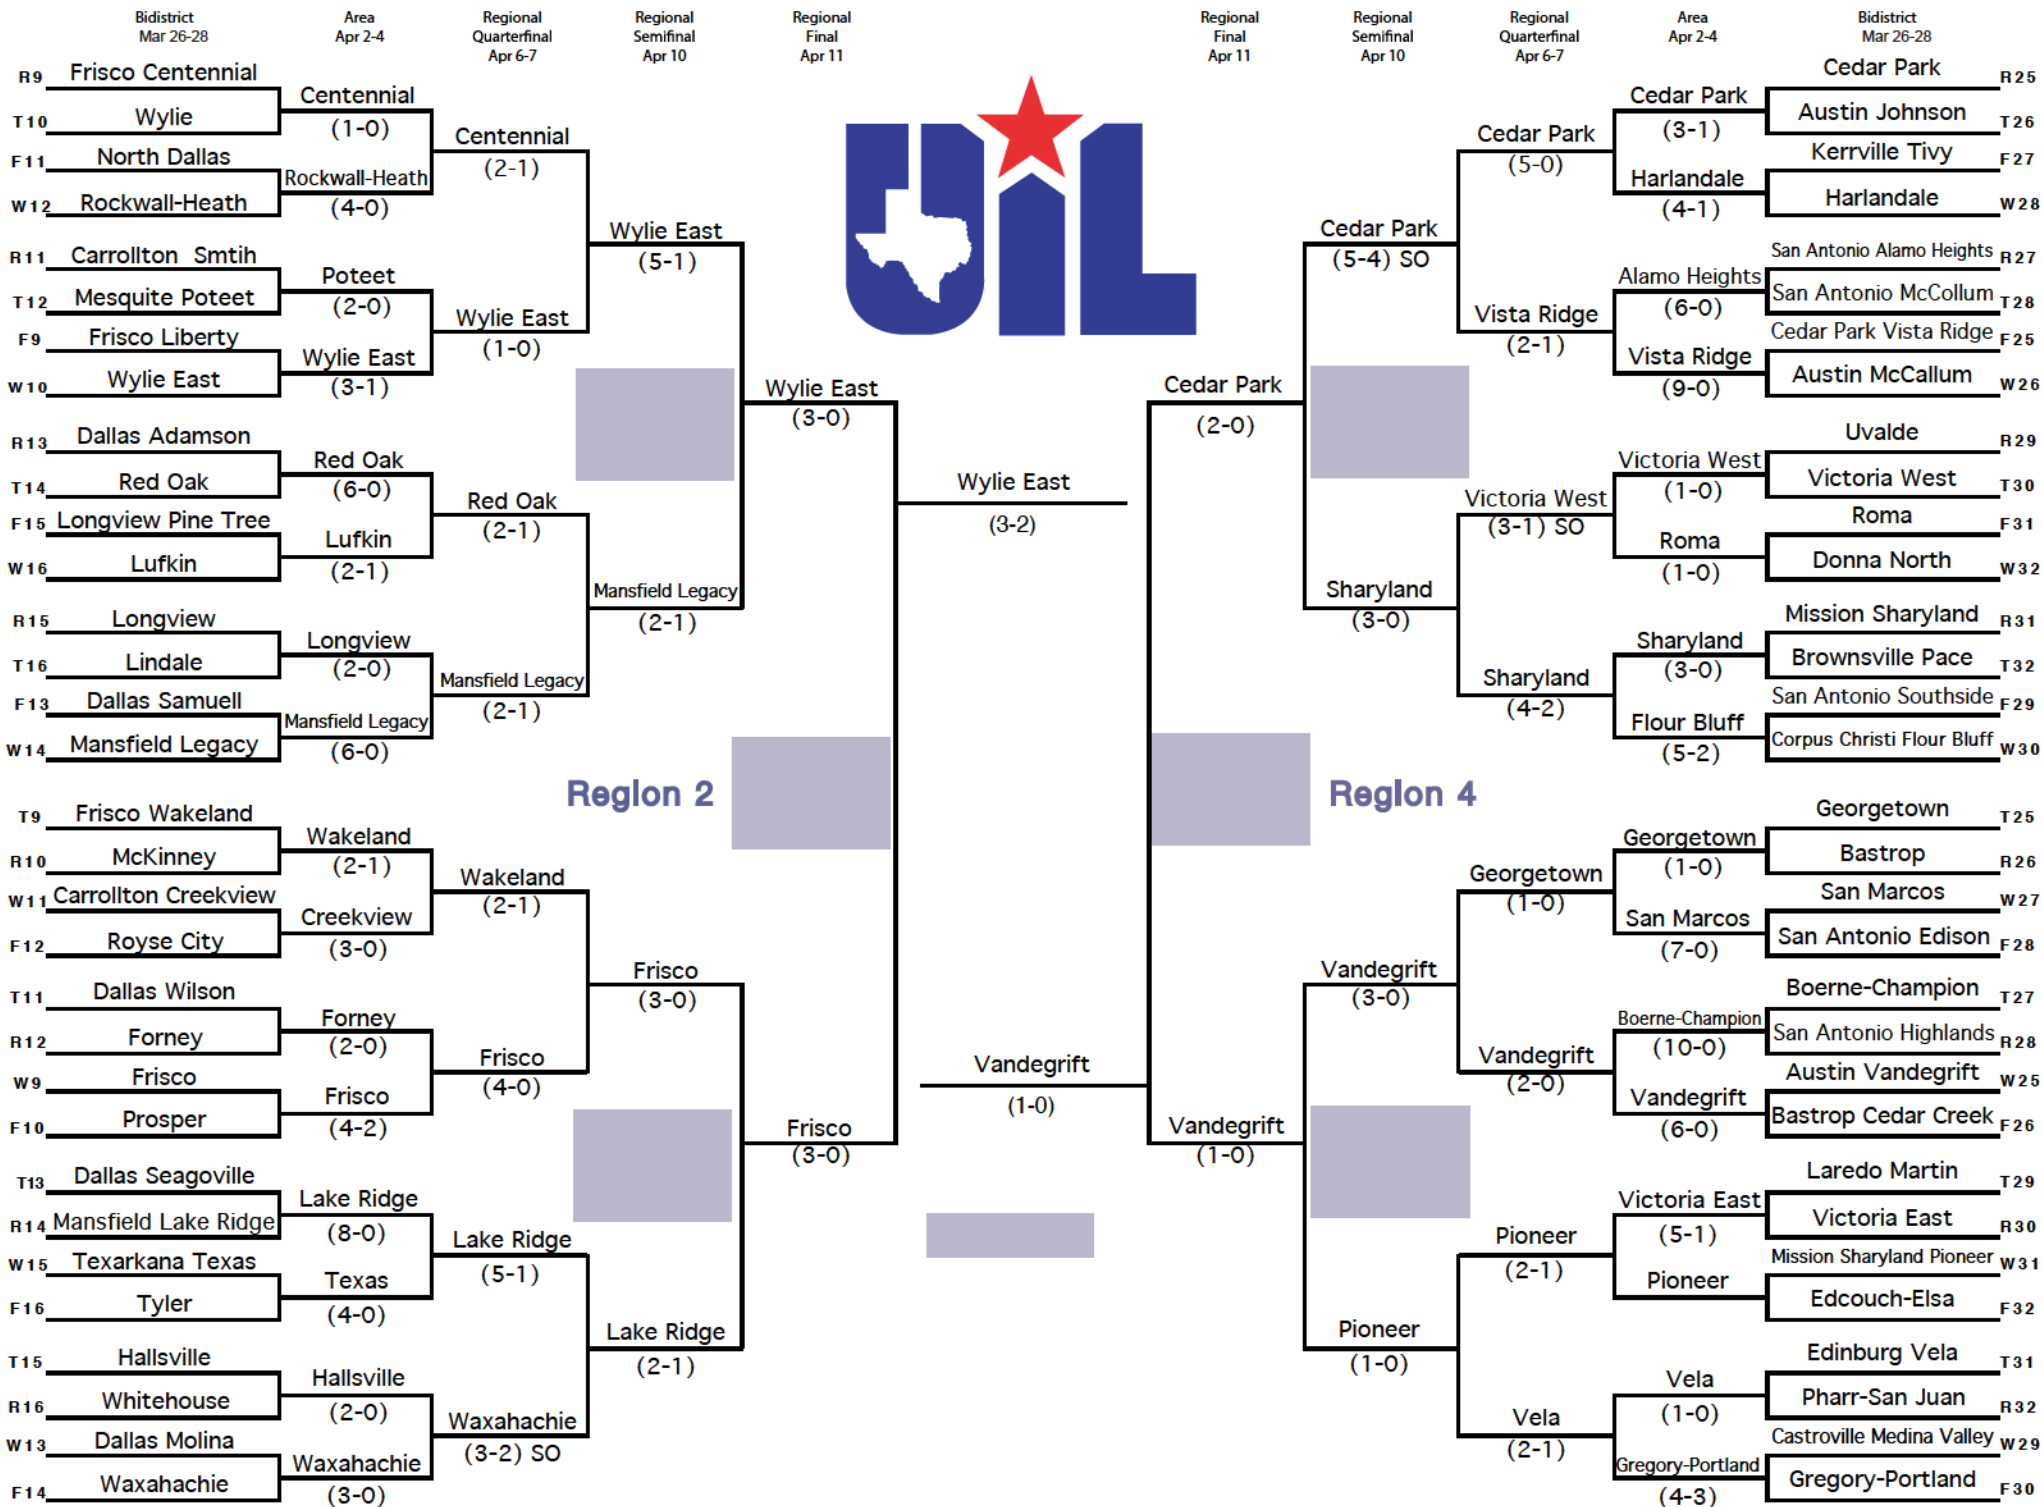 Bidistrict
Mar 26-28
Area
Apr 2-4
Regional
Quarterfinal
Apr 6-7
Regional
Semifinal
Apr 10
Regional
Final
Apr 11
Regional
Final
Apr 11
Regional
Semifinal
Apr 10
Regional
Quarterfinal
Apr 6-7
Area
Apr 2-4
Bidistrict
Mar 26-28
R9 Frisco Centennial
T10 Wylie
F11 North Dallas
W12 Rockwall-Heath
R11 Carrollton Smtih
T12 Mesquite Poteet
F9 Frisco Liberty
W10 Wylie East
R13 Dallas Adamson
T14 Red Oak
F15 Longview Pine Tree
W16 Lufkin
R15 Longview
T16 Lindale
F13 Dallas Samuell
W14 Mansfield Legacy
T9 Frisco Wakeland
R10 McKinney
W11 Carrollton Creekview
F12 Royse City
T11 Dallas Wilson
R12 Forney
W9 Frisco
F10 Prosper
T13 Dallas Seagoville
R14 Mansfield Lake Ridge
W15 Texarkana Texas
F16 Tyler
T15 Hallsville
R16 Whitehouse
W13 Dallas Molina
F14 Waxahachie
Centennial
(1-0)
Rockwall-Heath
(4-0)
Poteet
(2-0)
Wylie East
(3-1)
Red Oak
(6-0)
Lufkin
(2-1)
Longview
(2-0)
Mansfield Legacy
(6-0)
Wakeland
(2-1)
Creekview
(3-0)
Forney
(2-0)
Frisco
(4-2)
Lake Ridge
(8-0)
Texas
(4-0)
Hallsville
(2-0)
Waxahachie
(3-0)
Centennial
(2-1)
Wylie East
(1-0)
Red Oak
(2-1)
Mansfield Legacy
(2-1)
Wakeland
(2-1)
Frisco
(4-0)
Lake Ridge
(5-1)
Waxahachie
(3-2) SO
Wylie East
(5-1)
Mansfield Legacy
(2-1)
Frisco
(3-0)
Lake Ridge
(2-1)
Region 2
Wylie East
(3-0)
Frisco
(3-0)
UIL
Wylie East
(3-2)
Vandegrift
(1-0)
Cedar Park
(2-0)
Vandegrift
(1-0)
Region 4
Cedar Park
(5-4) SO
Sharyland
(3-0)
Vandegrift
(3-0)
Pioneer
(1-0)
Cedar Park
(5-0)
Vista Ridge
(2-1)
Victoria West
(3-1) SO
Sharyland
(4-2)
Georgetown
(1-0)
Vandegrift
(2-0)
Pioneer
(2-1)
Vela
(2-1)
Cedar Park
(3-1)
Harlandale
(4-1)
Alamo Heights
(6-0)
Vista Ridge
(9-0)
Victoria West
(1-0)
Roma
(1-0)
Sharyland
(3-0)
Flour Bluff
(5-2)
Georgetown
(1-0)
San Marcos
(7-0)
Boerne-Champion
(10-0)
Vandegrift
(6-0)
Victoria East
(5-1)
Pioneer
Vela
(1-0)
Gregory-Portland
(4-3)
Cedar Park R25
Austin Johnson T26
Kerrville Tivy F27
Harlandale W28
San Antonio Alamo Heights R27
San Antonio McCollum T28
Cedar Park Vista Ridge F25
Austin McCallum W26
Uvalde R29
Victoria West T30
Roma F31
Donna North W32
Mission Sharyland R31
Brownsville Pace T32
San Antonio Southside F29
Corpus Christi Flour Bluff W30
Georgetown T25
Bastrop R26
San Marcos W27
San Antonio Edison F28
Boerne-Champion T27
San Antonio Highlands R28
Austin Vandegrift W25
Bastrop Cedar Creek F26
Laredo Martin T29
Victoria East R30
Mission Sharyland Pioneer W31
Edcouch-Elsa F32
Edinburg Vela T31
Pharr-San Juan R32
Castroville Medina Valley W29
Gregory-Portland F30